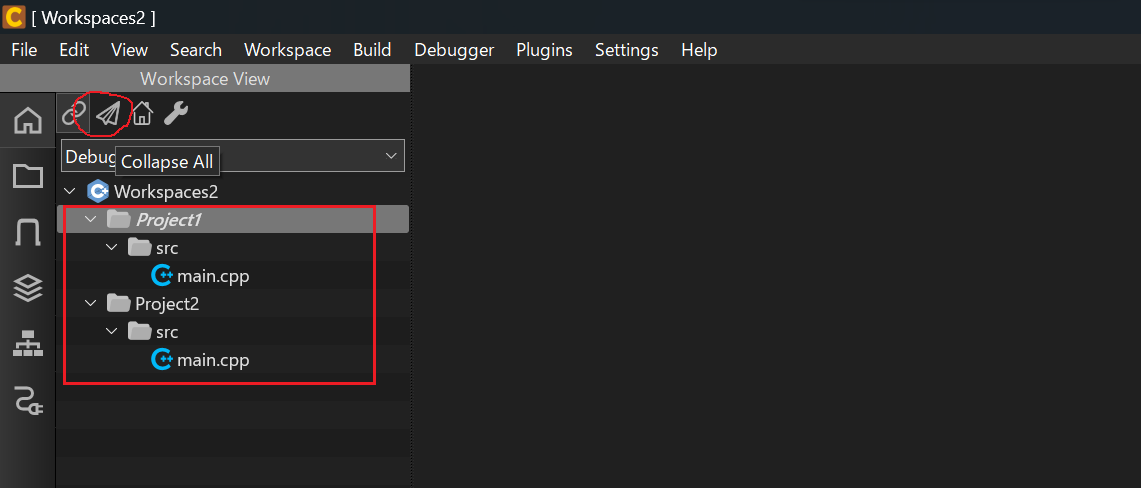 [ Workspaces2 ]
File Edit View Search Workspace Build Debugger Plugins Settings Help
Workspace View
Debug
Collapse All
Workspaces2
Project1
src
main.cpp
Project2
src
main.cpp